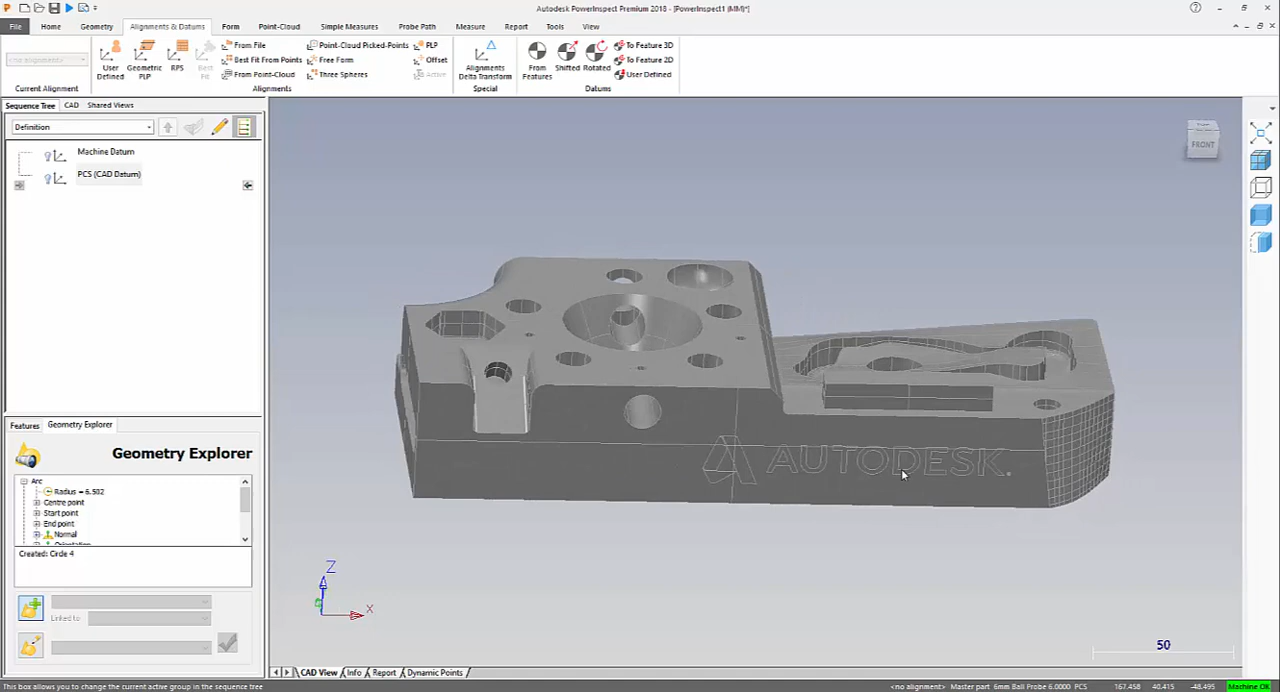 Autodesk PowerInspect Premium 2018 - [PowerInspect1 (MM)*]
File Home Geometry Alignments & Datums Form Point-Cloud Simple Measures Probe Path Measure Report Tools View
<no alignment>
Current Alignment
User Defined
Geometric PLP
RPS
Best Fit
From File
Best Fit From Points
From Point-Cloud
Point-Cloud Picked-Points
Free Form
Three Spheres
PLP
Offset
Active
Alignments
Alignments Delta Transform
Special
From Features
Shifted
Rotated
To Feature 3D
To Feature 2D
User Defined
Datums
Sequence Tree CAD Shared Views
Definition
Machine Datum
PCS (CAD Datum)
Features Geometry Explorer
Geometry Explorer
Arc
Radius = 6.502
Centre point
Start point
End point
Normal
Orientation
Created: Circle 4
Linked to
TOP
FRONT
AUTODESK.
Z
X
50
CAD View Info Report Dynamic Points
This box allows you to change the current active group in the sequence tree
<no alignment> Master part 6mm Ball Probe 6.0000 PCS 167.458 40.415 -48.495 Machine OK